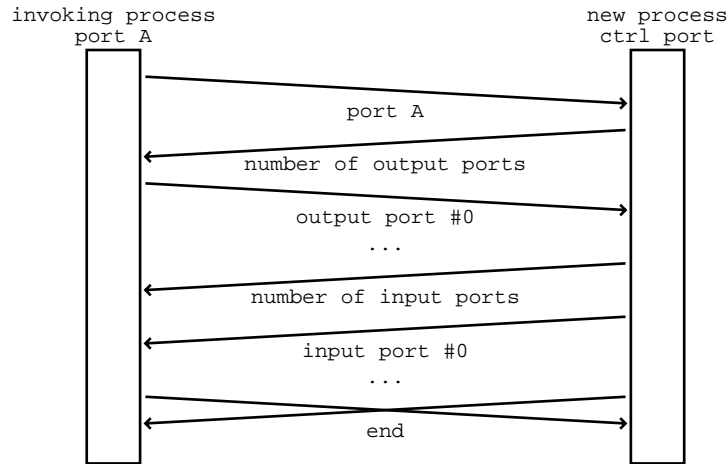 invoking process
port A
new process
ctrl port
port A
number of output ports
output port #0
...
number of input ports
input port #0
...
end